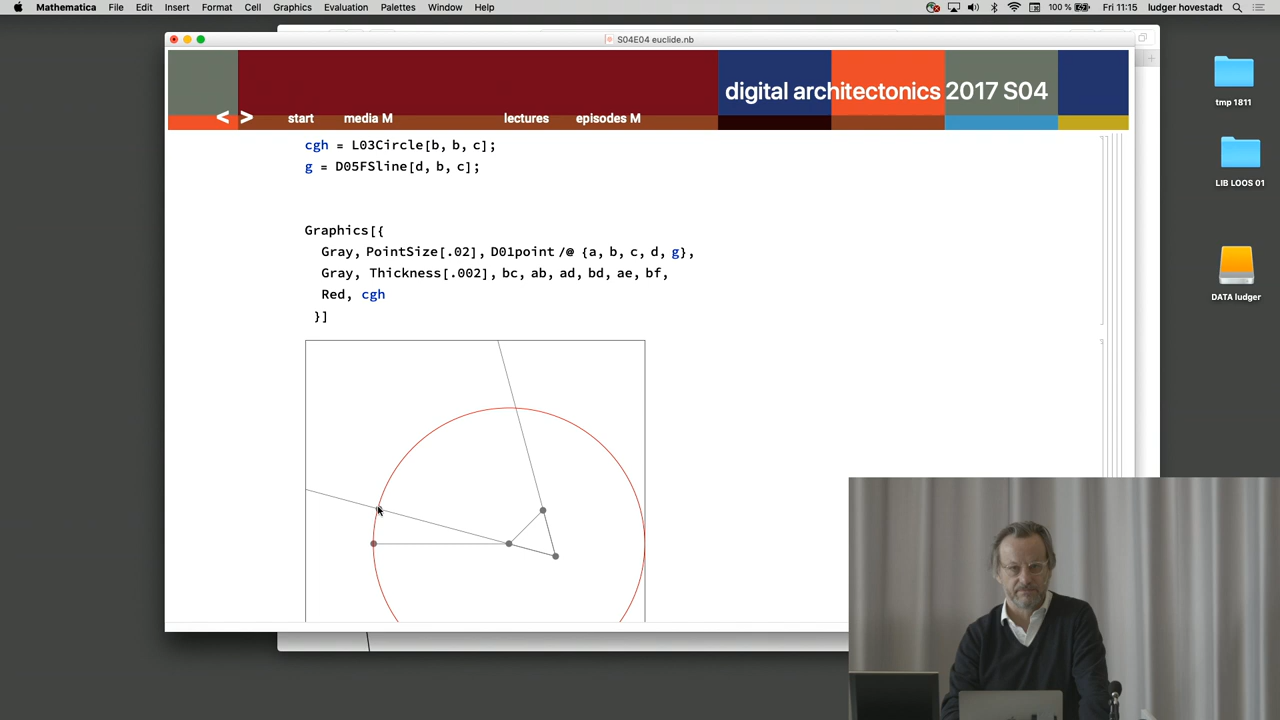 Mathematica File Edit Insert Format Cell Graphics Evaluation Palettes Window Help 100 % Fri 11:15 ludger hovestadt
S04E04 euclide.nb
digital architectonics 2017 S04
< > start media M lectures episodes M
cgh = L03Circle[b, b, c];
g = D05FSline[d, b, c];
Graphics[{
Gray, PointSize[.02], D01point /@ {a, b, c, d, g},
Gray, Thickness[.002], bc, ab, ad, bd, ae, bf,
Red, cgh
}]
tmp 1811
LIB LOOS 01
DATA ludger